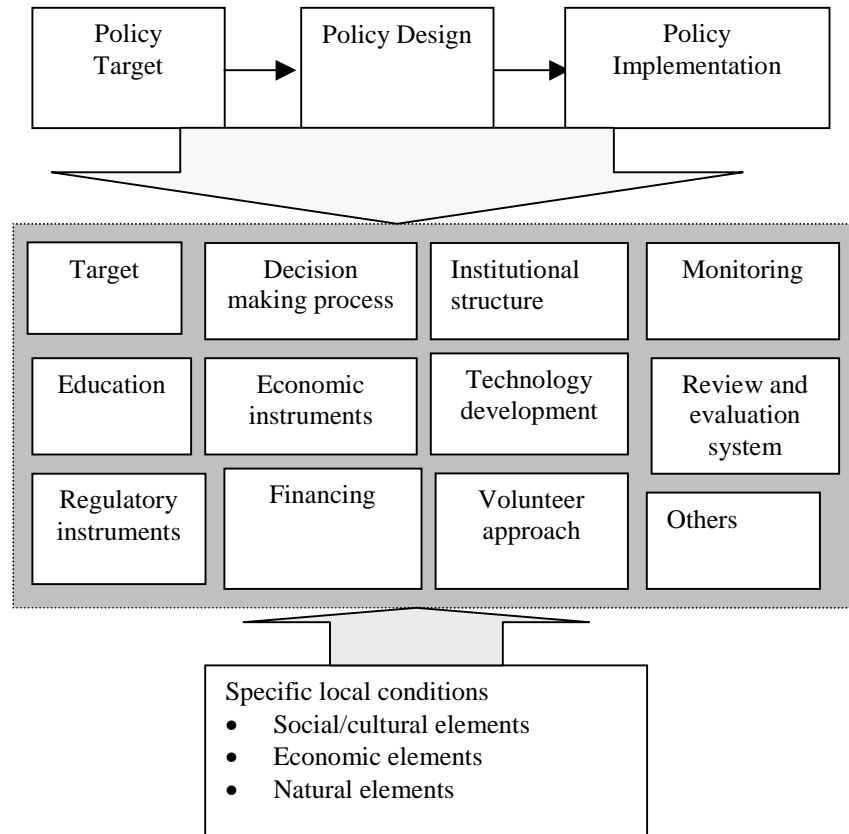 Policy
Target
Policy Design
Policy
Implementation
Target
Decision
making process
Institutional
structure
Monitoring
Education
Economic
instruments
Technology
development
Review and
evaluation
system
Regulatory
instruments
Financing
Volunteer
approach
Others
Specific local conditions
• Social/cultural elements
• Economic elements
• Natural elements